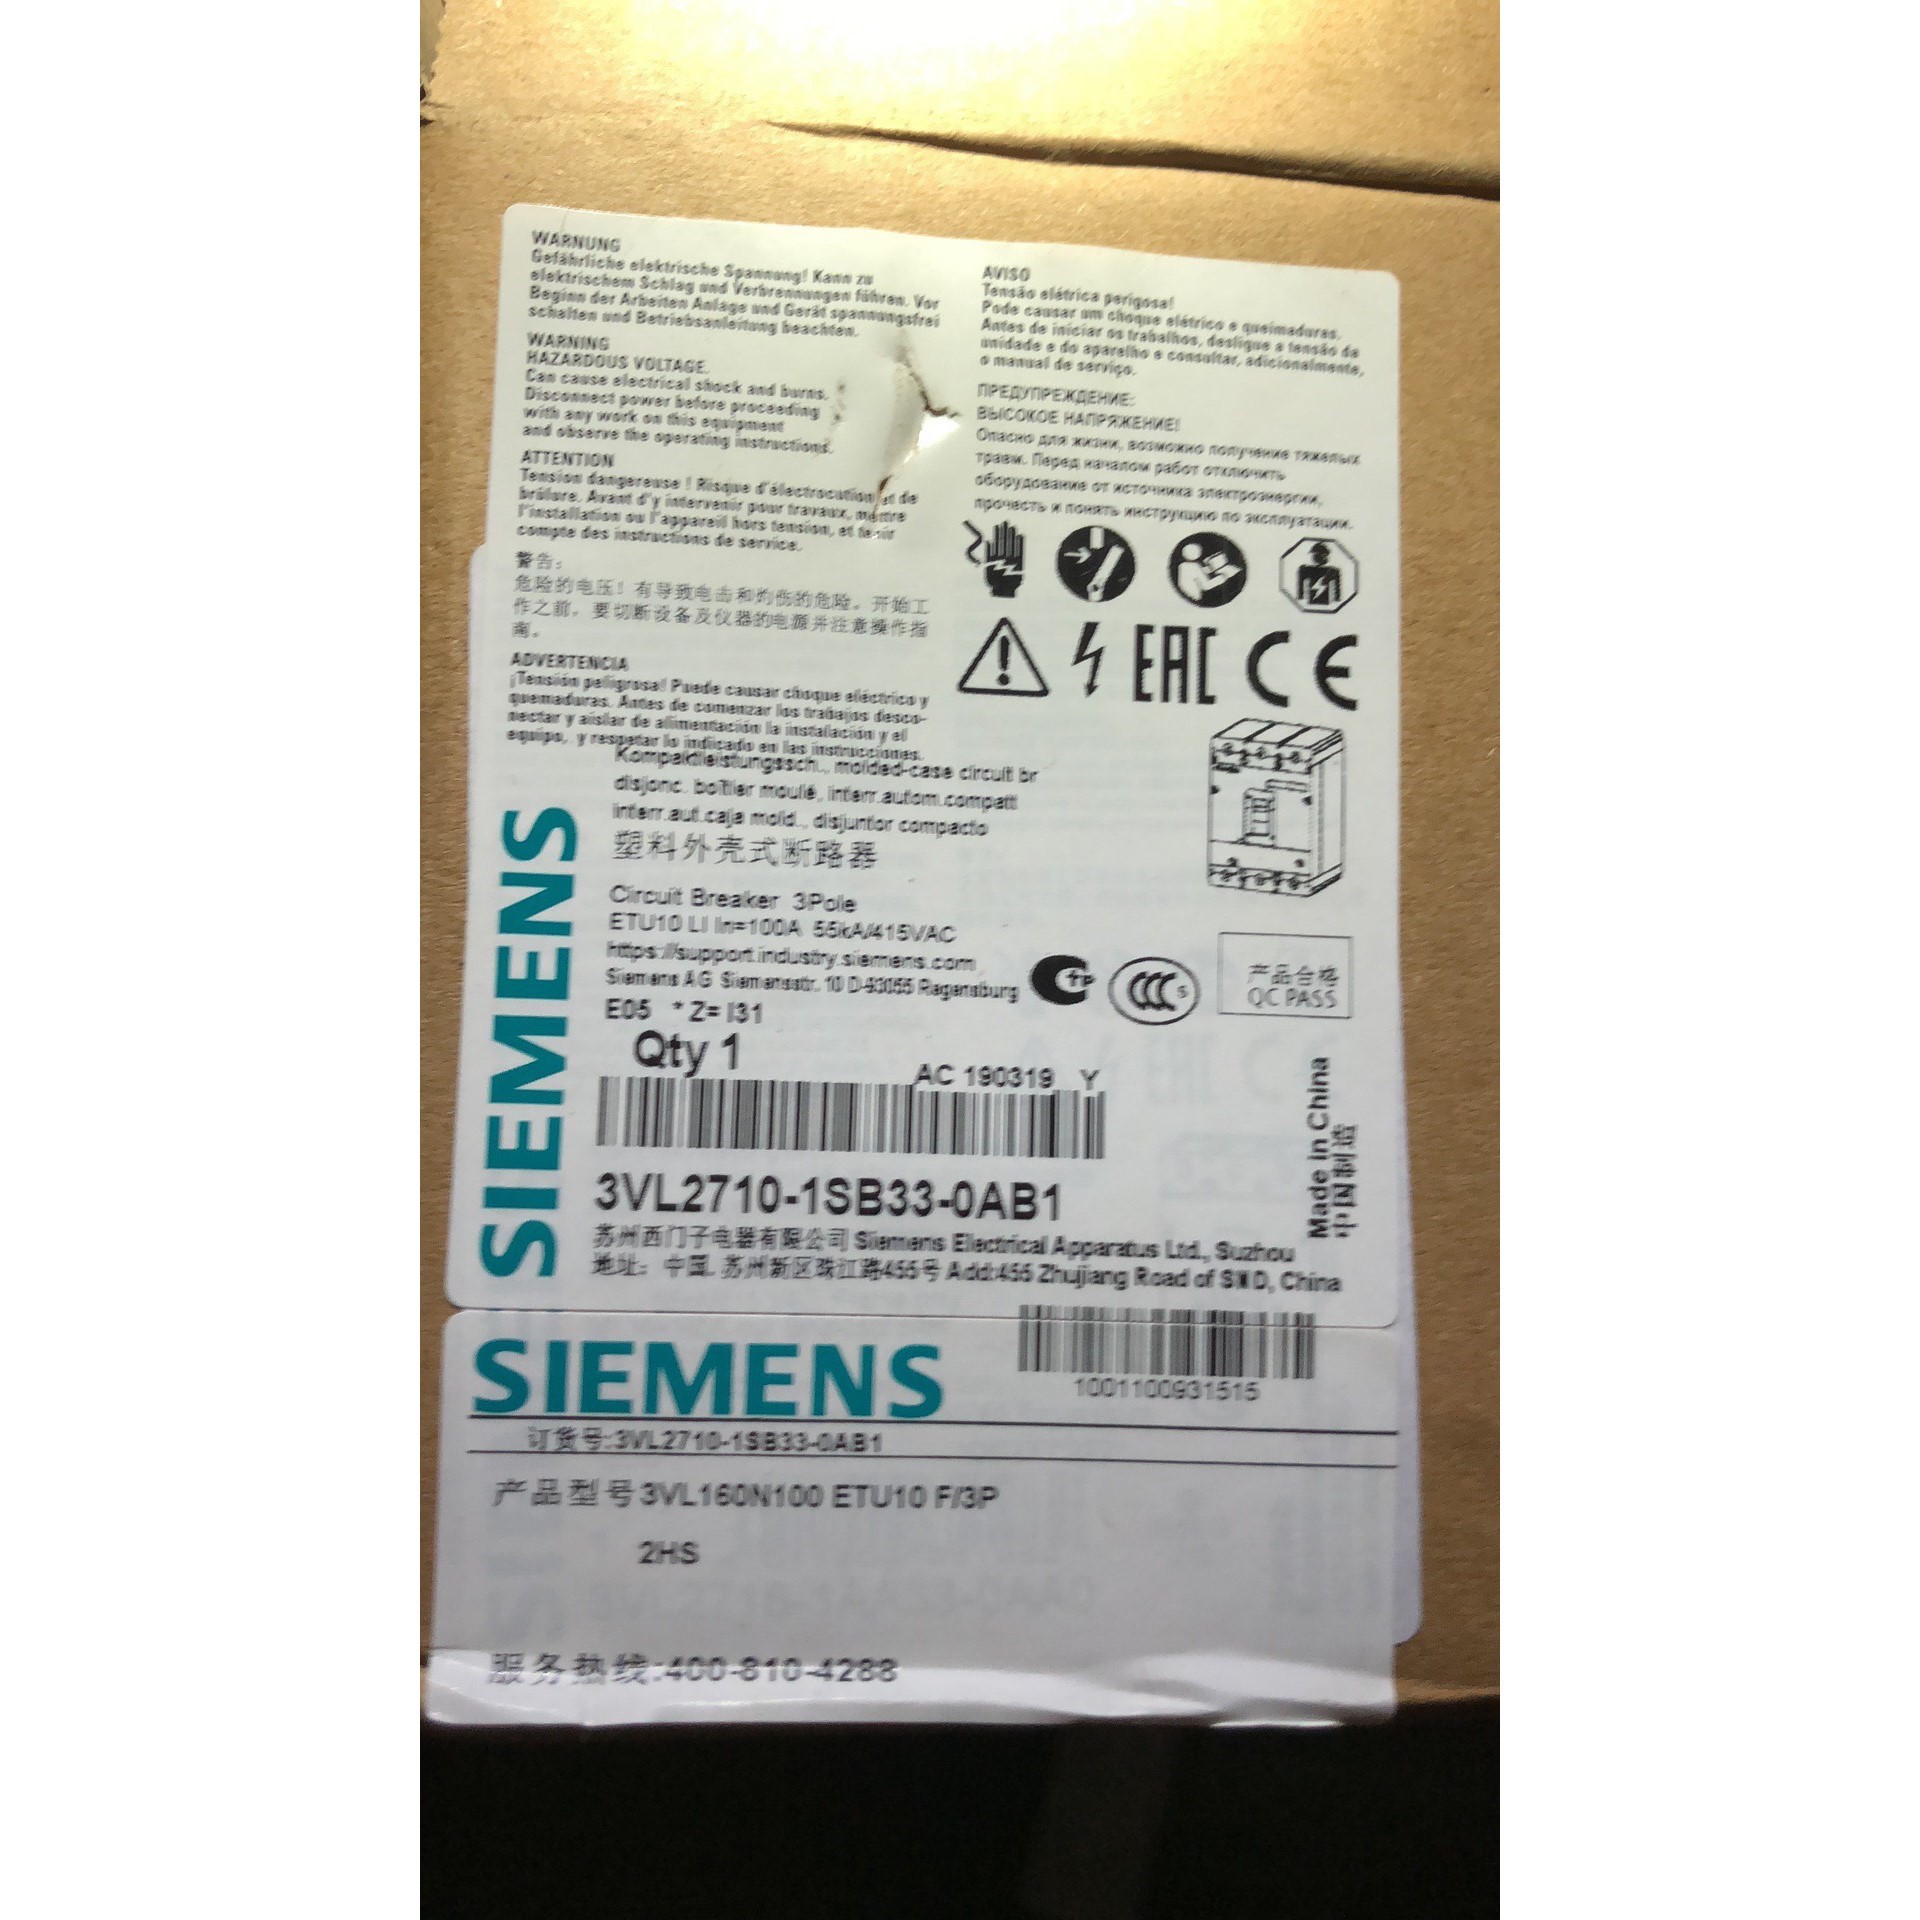 WARNUNG
Gefährliche elektrische Spannung! Kann zu
elektrischem Schlag und Verbrennungen führen. Vor
Beginn der Arbeiten Anlage und Gerät spannungsfrei
schalten und Betriebsanleitung beachten.
WARNING
HAZARDOUS VOLTAGE.
Can cause electrical shock and burns.
Disconnect power before proceeding
with any work on this equipment
and observe the operating instructions.
ATTENTION
Tension dangereuse ! Risque d'électrocution et de
brûlure. Avant d'y intervenir pour travaux, mettre
l'installation ou l'appareil hors tension, et tenir
compte des instructions de service.
警告:
危险的电压! 有导致电击和灼伤的危险。开始工
作之前, 要切断设备及仪器的电源并注意操作指
南。
ADVERTENCIA
¡Tensión peligrosa! Puede causar choque eléctrico y
quemaduras. Antes de comenzar los trabajos desco-
nectar y aislar de alimentación la instalación y el
equipo, y respetar lo indicado en las instrucciones.
AVISO
Tensão elétrica perigosa!
Pode causar um choque elétrico e queimaduras.
Antes de iniciar os trabalhos, desligue a tensão da
unidade e do aparelho e consultar, adicionalmente,
o manual de serviço.
ПРЕДУПРЕЖДЕНИЕ:
ВЫСОКОЕ НАПРЯЖЕНИЕ!
Опасно для жизни, возможно получение тяжелых
травм. Перед началом работ отключить
оборудование от источника электроэнергии,
прочесть и понять инструкцию по эксплуатации.
EAC CE
SIEMENS
Kompaktleistungssch., molded-case circuit br
disjonc. boîtier moulé, interr.autom.compatt
interr.aut.caja mold., disjuntor compacto
塑料外壳式断路器
Circuit Breaker 3Pole
ETU10 LI In=100A 55kA/415VAC
https://support.industry.siemens.com
Siemens AG Siemensstr. 10 D-93055 Regensburg
E05 * Z= I31
CCC S
产品合格
QC PASS
Qty 1
AC 190319 Y
3VL2710-1SB33-0AB1
Made in China
中国制造
苏州西门子电器有限公司 Siemens Electrical Apparatus Ltd., Suzhou
地址: 中国. 苏州新区珠江路455号 Add:455 Zhujiang Road of SND, China
SIEMENS
1001100931515
订货号:3VL2710-1SB33-0AB1
产品型号 3VL160N100 ETU10 F/3P
2HS
服务热线:400-810-4288